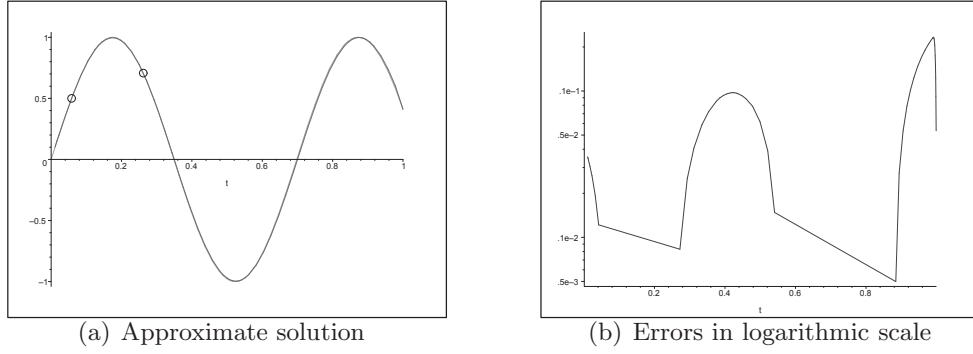 1
0.5
0
0.2
0.4
0.6
0.8
1
t
–0.5
–1
(a) Approximate solution
.1e–1
.5e–2
.1e–2
.5e–3
0.2
0.4
0.6
0.8
t
(b) Errors in logarithmic scale